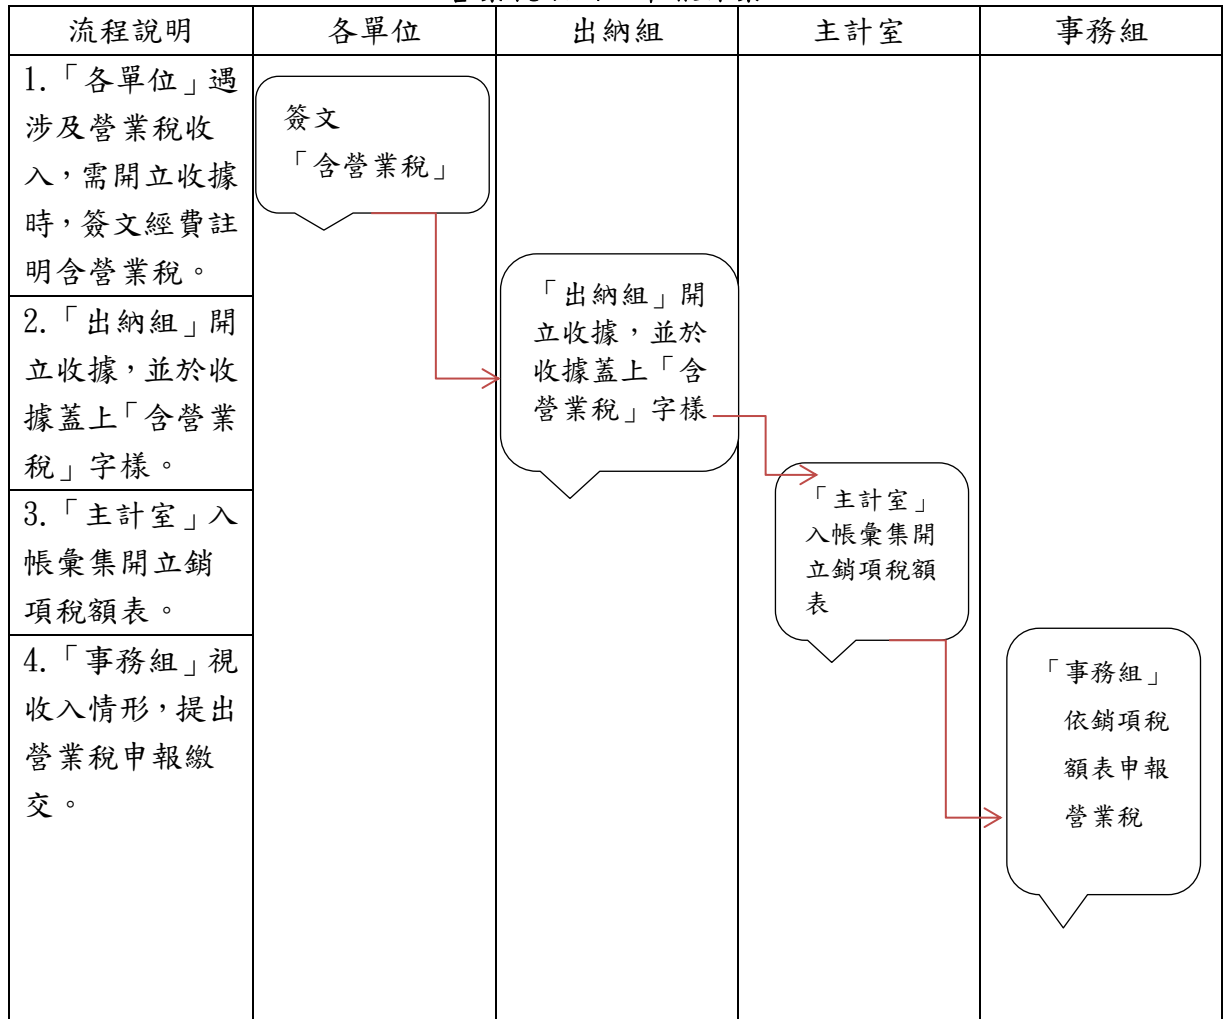 流程說明
各單位
出納組
主計室
事務組
1.「各單位」遇
涉及營業稅收
入，需開立收據
時，簽文經費註
明含營業稅。
2.「出納組」開
立收據，並於收
據蓋上「含營業
稅」字樣。
3.「主計室」入
帳彙集開立銷
項稅額表。
4.「事務組」視
收入情形，提出
營業稅申報繳
交。
簽文
「含營業稅」
「出納組」開
立收據，並於
收據蓋上「含
營業稅」字樣
「主計室」
入帳彙集開
立銷項稅額
表
「事務組」
依銷項稅
額表申報
營業稅